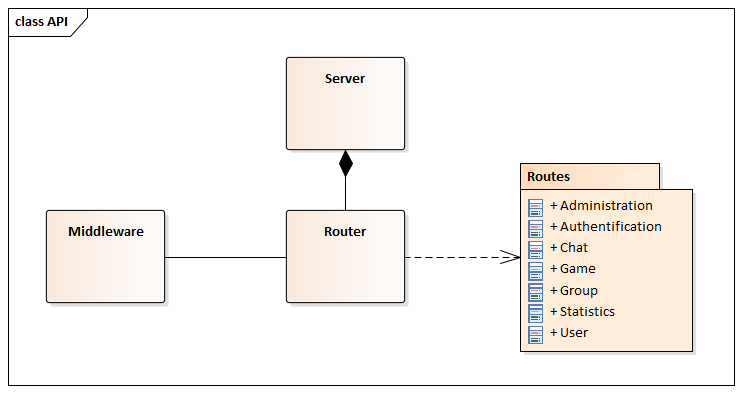 class API
Server
Routes
+ Administration
+ Authentification
+ Chat
+ Game
+ Group
+ Statistics
+ User
Middleware
Router